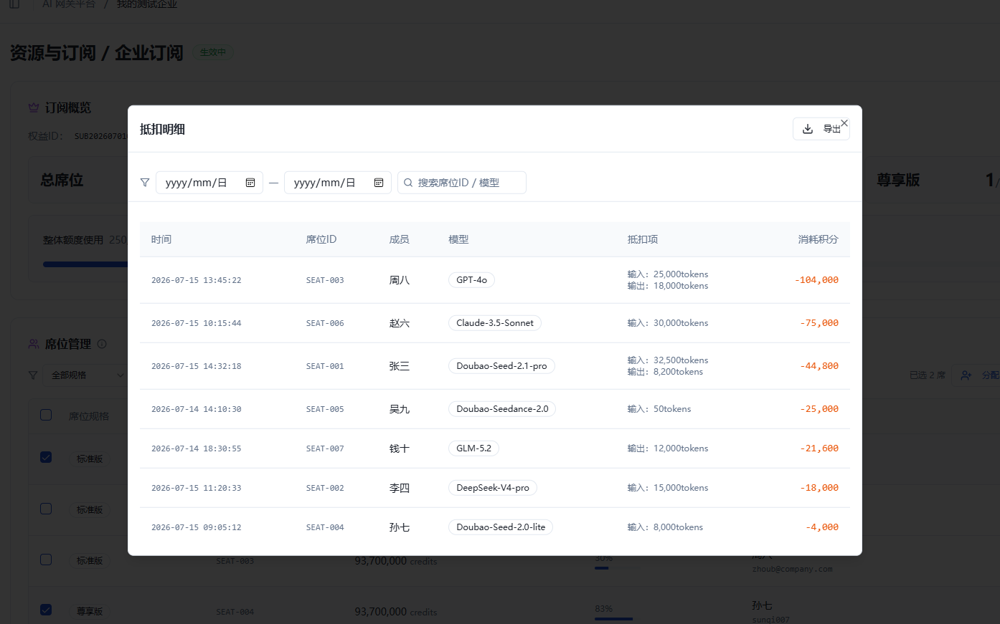 AI 网关平台 / 我的测试企业
资源与订阅 / 企业订阅 生效中
订阅概览
权益ID: SUB20260701
总席位
尊享版 1/
整体额度使用 250
席位管理
全部规格
已选 2 席 分配
席位规格
标准版
标准版
标准版 SEAT-003 93,700,000 credits 30%
zhoub@company.com
尊享版 SEAT-004 93,700,000 credits 83% 孙七
sunqi007
抵扣明细 导出
yyyy/mm/日 — yyyy/mm/日 搜索席位ID / 模型
时间 席位ID 成员 模型 抵扣项 消耗积分
2026-07-15 13:45:22 SEAT-003 周八 GPT-4o 输入: 25,000tokens -104,000
输出: 18,000tokens
2026-07-15 10:15:44 SEAT-006 赵六 Claude-3.5-Sonnet 输入: 30,000tokens -75,000
2026-07-15 14:32:18 SEAT-001 张三 Doubao-Seed-2.1-pro 输入: 32,500tokens -44,800
输出: 8,200tokens
2026-07-14 14:10:30 SEAT-005 吴九 Doubao-Seedance-2.0 输入: 50tokens -25,000
2026-07-14 18:30:55 SEAT-007 钱十 GLM-5.2 输出: 12,000tokens -21,600
2026-07-15 11:20:33 SEAT-002 李四 DeepSeek-V4-pro 输入: 15,000tokens -18,000
2026-07-15 09:05:12 SEAT-004 孙七 Doubao-Seed-2.0-lite 输入: 8,000tokens -4,000